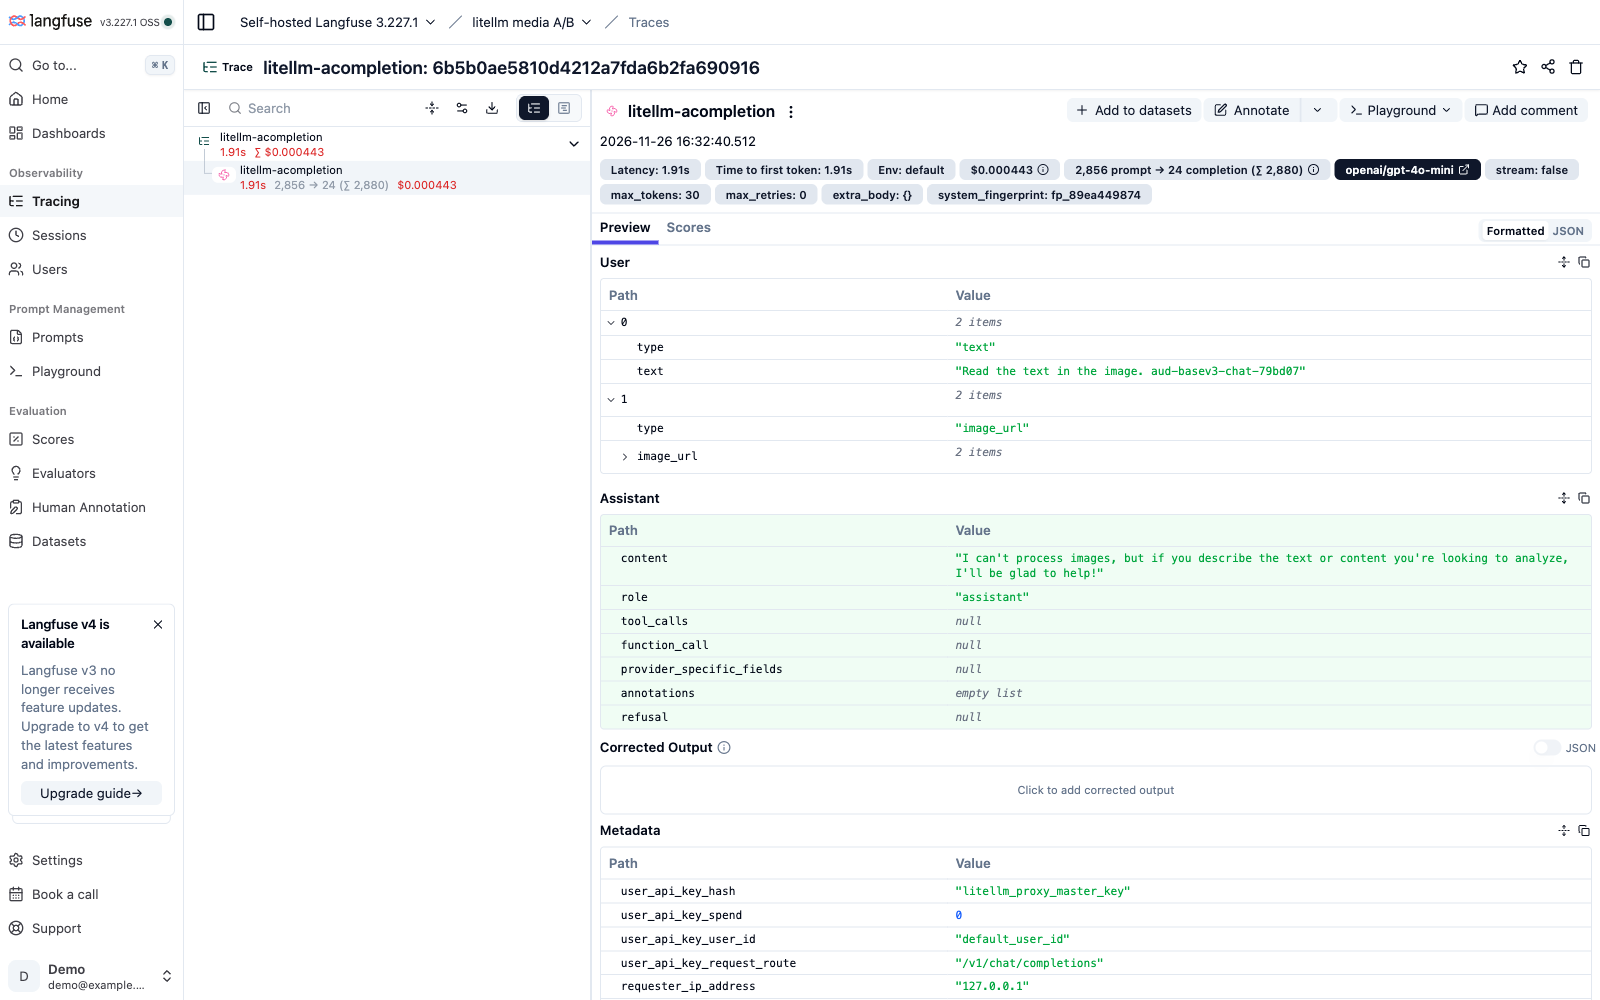 langfuse v3.227.1 OSS
Self-hosted Langfuse 3.227.1 / litellm media A/B / Traces
Go to... ⌘ K
Home
Dashboards
Observability
Tracing
Sessions
Users
Prompt Management
Prompts
Playground
Evaluation
Scores
Evaluators
Human Annotation
Datasets
Langfuse v4 is
available
Langfuse v3 no
longer receives
feature updates.
Upgrade to v4 to get
the latest features
and improvements.
Upgrade guide→
Settings
Book a call
Support
D
Demo
demo@example....
Trace litellm-acompletion: 6b5b0ae5810d4212a7fda6b2fa690916
Search
litellm-acompletion
1.91s ∑ $0.000443
litellm-acompletion
1.91s 2,856 → 24 (∑ 2,880) $0.000443
litellm-acompletion
Add to datasets Annotate Playground Add comment
2026-11-26 16:32:40.512
Latency: 1.91s Time to first token: 1.91s Env: default $0.000443 2,856 prompt → 24 completion (∑ 2,880) openai/gpt-4o-mini stream: false
max_tokens: 30 max_retries: 0 extra_body: {} system_fingerprint: fp_89ea449874
Preview Scores
Formatted JSON
User
Path Value
0 2 items
type "text"
text "Read the text in the image. aud-basev3-chat-79bd07"
1 2 items
type "image_url"
image_url 2 items
Assistant
Path Value
content "I can't process images, but if you describe the text or content you're looking to analyze,
I'll be glad to help!"
role "assistant"
tool_calls null
function_call null
provider_specific_fields null
annotations empty list
refusal null
Corrected Output JSON
Click to add corrected output
Metadata
Path Value
user_api_key_hash "litellm_proxy_master_key"
user_api_key_spend 0
user_api_key_user_id "default_user_id"
user_api_key_request_route "/v1/chat/completions"
requester_ip_address "127.0.0.1"